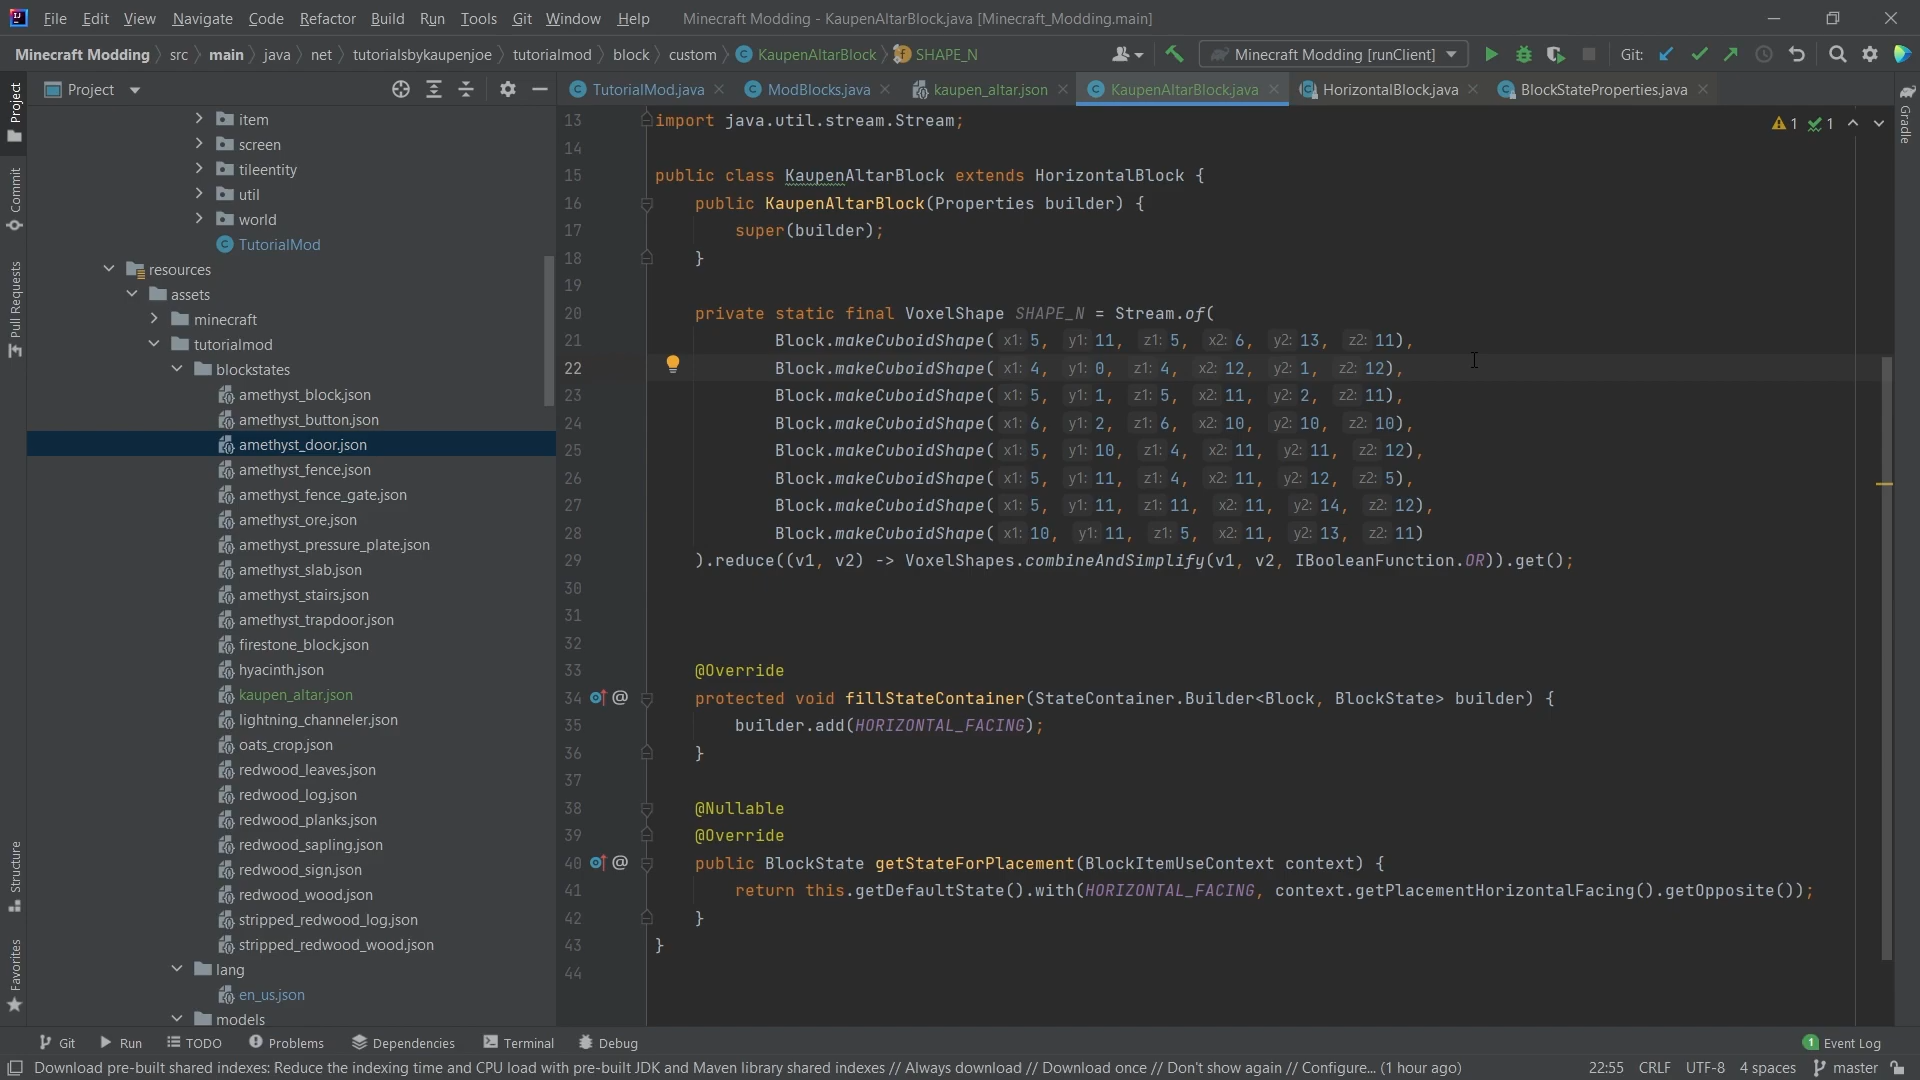 File Edit View Navigate Code Refactor Build Run Tools Git Window Help Minecraft Modding - KaupenAltarBlock.java [Minecraft_Modding.main]
Minecraft Modding src main java net tutorialsbykaupenjoe tutorialmod block custom KaupenAltarBlock SHAPE_N Minecraft Modding [runClient] Git:
Project
TutorialMod.java ModBlocks.java kaupen_altar.json KaupenAltarBlock.java HorizontalBlock.java BlockStateProperties.java
Project
Commit
Pull Requests
Structure
Favorites
item
screen
tileentity
util
world
TutorialMod
resources
assets
minecraft
tutorialmod
blockstates
amethyst_block.json
amethyst_button.json
amethyst_door.json
amethyst_fence.json
amethyst_fence_gate.json
amethyst_ore.json
amethyst_pressure_plate.json
amethyst_slab.json
amethyst_stairs.json
amethyst_trapdoor.json
firestone_block.json
hyacinth.json
kaupen_altar.json
lightning_channeler.json
oats_crop.json
redwood_leaves.json
redwood_log.json
redwood_planks.json
redwood_sapling.json
redwood_sign.json
redwood_wood.json
stripped_redwood_log.json
stripped_redwood_wood.json
lang
en_us.json
models
13 import java.util.stream.Stream;
14
15 public class KaupenAltarBlock extends HorizontalBlock {
16 public KaupenAltarBlock(Properties builder) {
17 super(builder);
18 }
19
20 private static final VoxelShape SHAPE_N = Stream.of(
21 Block.makeCuboidShape( x1: 5, y1: 11, z1: 5, x2: 6, y2: 13, z2: 11),
22 Block.makeCuboidShape( x1: 4, y1: 0, z1: 4, x2: 12, y2: 1, z2: 12),
23 Block.makeCuboidShape( x1: 5, y1: 1, z1: 5, x2: 11, y2: 2, z2: 11),
24 Block.makeCuboidShape( x1: 6, y1: 2, z1: 6, x2: 10, y2: 10, z2: 10),
25 Block.makeCuboidShape( x1: 5, y1: 10, z1: 4, x2: 11, y2: 11, z2: 12),
26 Block.makeCuboidShape( x1: 5, y1: 11, z1: 4, x2: 11, y2: 12, z2: 5),
27 Block.makeCuboidShape( x1: 5, y1: 11, z1: 11, x2: 11, y2: 14, z2: 12),
28 Block.makeCuboidShape( x1: 10, y1: 11, z1: 5, x2: 11, y2: 13, z2: 11)
29 ).reduce((v1, v2) -> VoxelShapes.combineAndSimplify(v1, v2, IBooleanFunction.OR)).get();
30
31
32
33 @Override
34 @ protected void fillStateContainer(StateContainer.Builder<Block, BlockState> builder) {
35 builder.add(HORIZONTAL_FACING);
36 }
37
38 @Nullable
39 @Override
40 @ public BlockState getStateForPlacement(BlockItemUseContext context) {
41 return this.getDefaultState().with(HORIZONTAL_FACING, context.getPlacementHorizontalFacing().getOpposite());
42 }
43 }
44
1 1
Gradle
Git Run TODO Problems Dependencies Terminal Debug 1 Event Log
Download pre-built shared indexes: Reduce the indexing time and CPU load with pre-built JDK and Maven library shared indexes // Always download // Download once // Don't show again // Configure... (1 hour ago) 22:55 CRLF UTF-8 4 spaces master